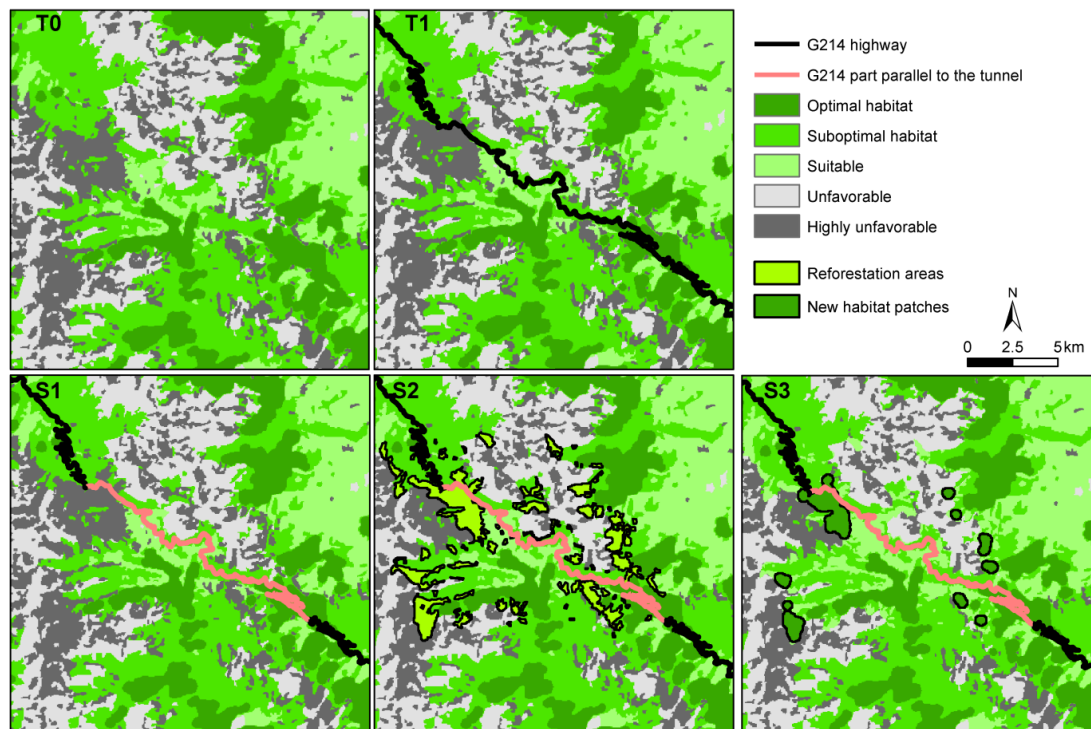 T0
T1
G214 highway
G214 part parallel to the tunnel
Optimal habitat
Suboptimal habitat
Suitable
Unfavorable
Highly unfavorable
Reforestation areas
New habitat patches
N
0 2.5 5 km
S1
S2
S3